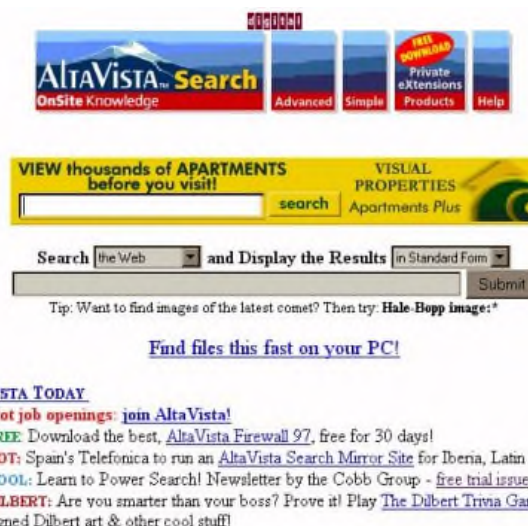 digital
ALTAVISTA™ Search
OnSite Knowledge
Advanced
Simple
FREE DOWNLOAD
Private eXtensions
Products
Help
VIEW thousands of APARTMENTS
before you visit!
search
VISUAL
PROPERTIES
Apartments Plus
Search the Web and Display the Results in Standard Form
Submit
Tip: Want to find images of the latest comet? Then try: Hale-Bopp image:*
Find files this fast on your PC!
ISTA TODAY
ot job openings: join AltaVista!
REE: Download the best, AltaVista Firewall 97, free for 30 days!
OT: Spain's Telefonica to run an AltaVista Search Mirror Site for Iberia, Latin
OOL: Learn to Power Search! Newsletter by the Cobb Group - free trial issue
LBERT: Are you smarter than your boss? Prove it! Play The Dilbert Trivia Gam
gned Dilbert art & other cool stuff!